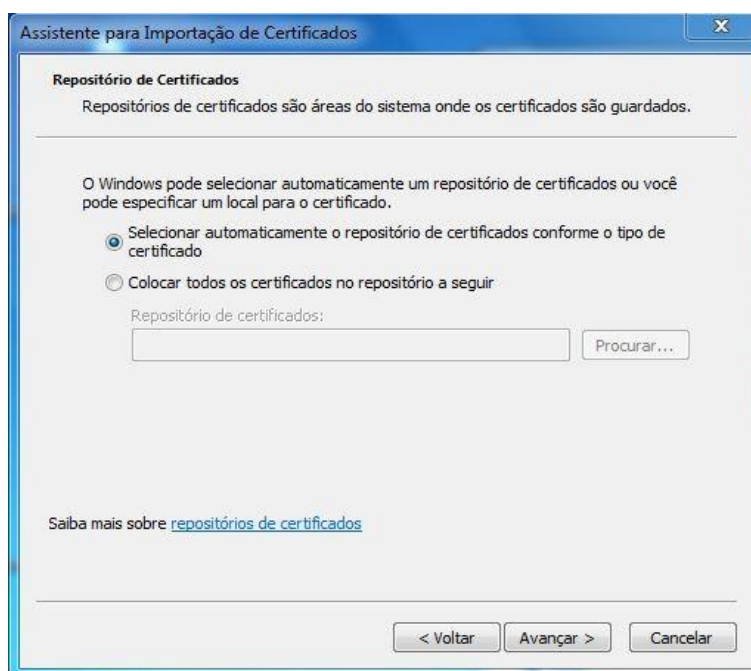 Assistente para Importação de Certificados
Repositório de Certificados
Repositórios de certificados são áreas do sistema onde os certificados são guardados.
O Windows pode selecionar automaticamente um repositório de certificados ou você
pode especificar um local para o certificado.
Selecionar automaticamente o repositório de certificados conforme o tipo de
certificado
Colocar todos os certificados no repositório a seguir
Repositório de certificados:
Procurar...
Saiba mais sobre repositórios de certificados
< Voltar
Avançar >
Cancelar